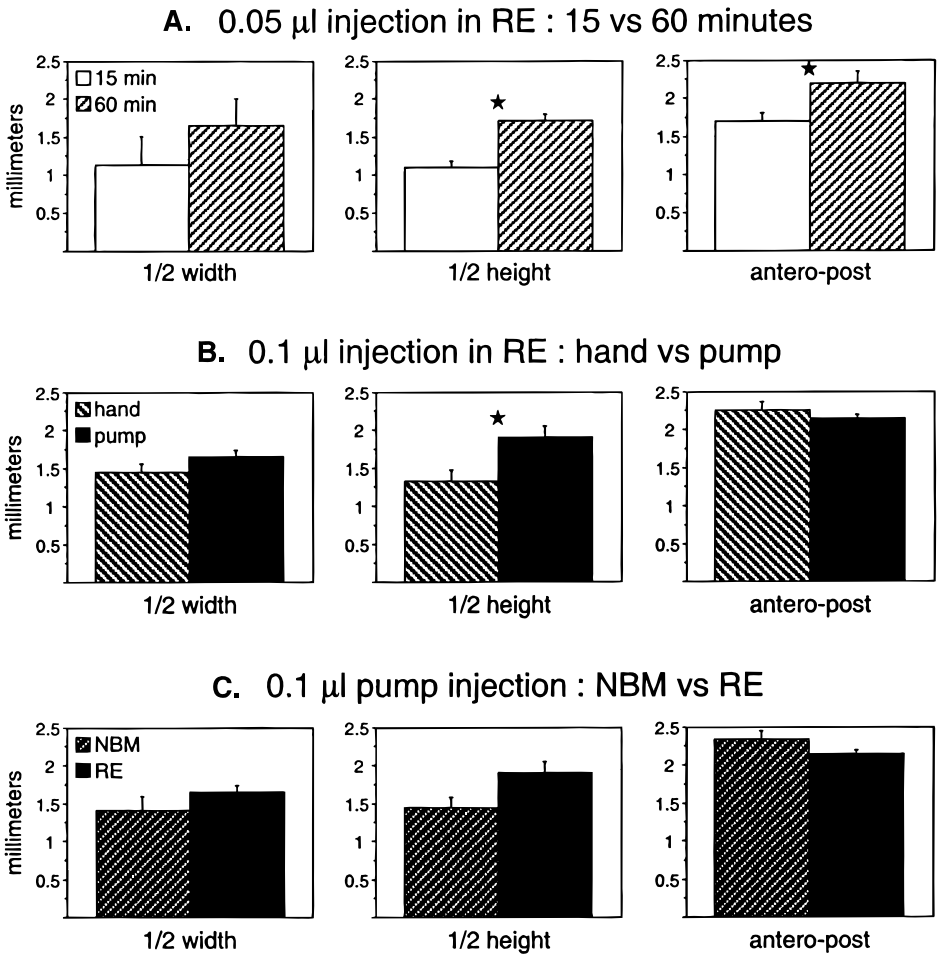 A. 0.05 µl injection in RE : 15 vs 60 minutes
millimeters
2.5
2
1.5
1
0.5
15 min
60 min
1/2 width
2.5
2
1.5
1
0.5
★
1/2 height
2.5
2
1.5
1
0.5
★
antero-post
B. 0.1 µl injection in RE : hand vs pump
millimeters
2.5
2
1.5
1
0.5
hand
pump
1/2 width
2.5
2
1.5
1
0.5
★
1/2 height
2.5
2
1.5
1
0.5
antero-post
C. 0.1 µl pump injection : NBM vs RE
millimeters
2.5
2
1.5
1
0.5
NBM
RE
1/2 width
2.5
2
1.5
1
0.5
1/2 height
2.5
2
1.5
1
0.5
antero-post